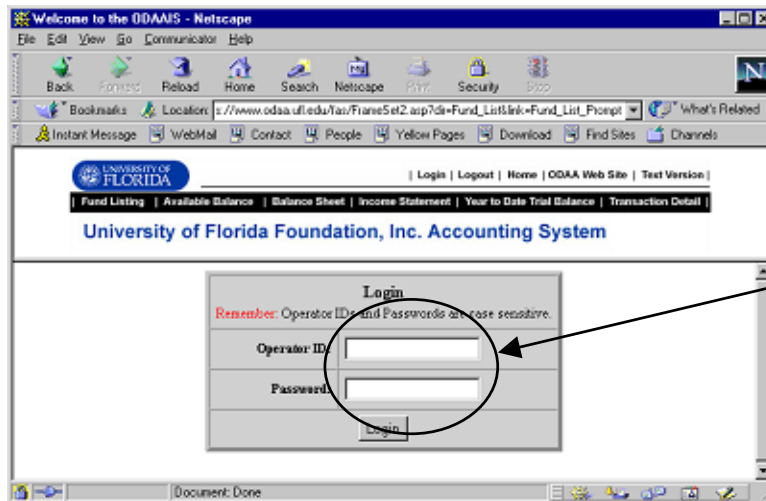 Welcome to the ODAAIS - Netscape
File Edit View Go Communicator Help
Back Forward Reload Home Search Netscape Print Security Stop
Bookmarks Location: s://www.odaa.ufl.edu/fas/FrameSet2.asp?dir=Fund_List&link=Fund_List_Prompt What's Related
Instant Message WebMail Contact People Yellow Pages Download Find Sites Channels
UNIVERSITY OF
FLORIDA
| Login | Logout | Home | ODAA Web Site | Text Version |
| Fund Listing | Available Balance | Balance Sheet | Income Statement | Year to Date Trial Balance | Transaction Detail |
University of Florida Foundation, Inc. Accounting System
Login
Remember: Operator IDs and Passwords are case sensitive.
Operator ID:
Password:
Login
Document: Done